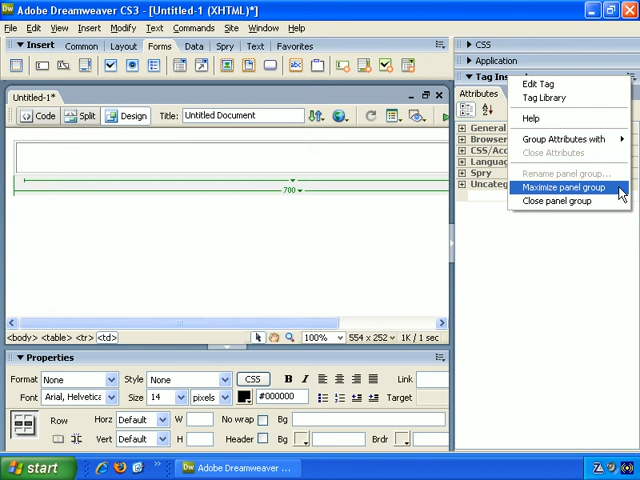 Adobe Dreamweaver CS3 - [Untitled-1 (XHTML)*]
File Edit View Insert Modify Text Commands Site Window Help
Insert Common Layout Forms Data Spry Text Favorites
Untitled-1*
Code Split Design Title: Untitled Document
700
<body> <table> <tr> <td> 100% 554 x 252 1K / 1 sec
Properties
Format None Style None CSS B I Link
Font Arial, Helvetica Size 14 pixels #000000 Target
Row Horz Default W No wrap Bg
Vert Default H Header Bg Brdr
CSS
Application
Attributes
General
Browser
CSS/Acc
Langua
Spry
Uncateg
Edit Tag
Tag Library
Help
Group Attributes with
Close Attributes
Rename panel group...
Maximize panel group
Close panel group
start Adobe Dreamweaver ...